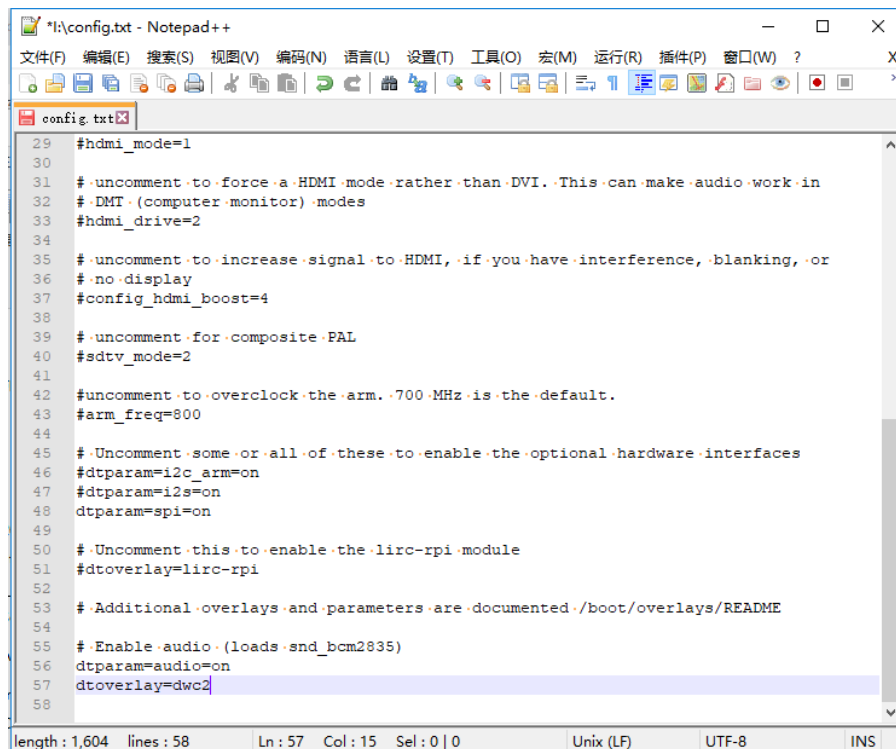 *I:\config.txt - Notepad++
文件(F) 编辑(E) 搜索(S) 视图(V) 编码(N) 语言(L) 设置(T) 工具(O) 宏(M) 运行(R) 插件(P) 窗口(W) ? X
config.txt
29 #hdmi_mode=1
30
31 # uncomment to force a HDMI mode rather than DVI. This can make audio work in
32 # DMT (computer monitor) modes
33 #hdmi_drive=2
34
35 # uncomment to increase signal to HDMI, if you have interference, blanking, or
36 # no display
37 #config_hdmi_boost=4
38
39 # uncomment for composite PAL
40 #sdtv_mode=2
41
42 #uncomment to overclock the arm. 700 MHz is the default.
43 #arm_freq=800
44
45 # Uncomment some or all of these to enable the optional hardware interfaces
46 #dtparam=i2c_arm=on
47 #dtparam=i2s=on
48 dtparam=spi=on
49
50 # Uncomment this to enable the lirc-rpi module
51 #dtoverlay=lirc-rpi
52
53 # Additional overlays and parameters are documented /boot/overlays/README
54
55 # Enable audio (loads snd_bcm2835)
56 dtparam=audio=on
57 dtoverlay=dwc2
58
length : 1,604 lines : 58 Ln : 57 Col : 15 Sel : 0 | 0 Unix (LF) UTF-8 INS